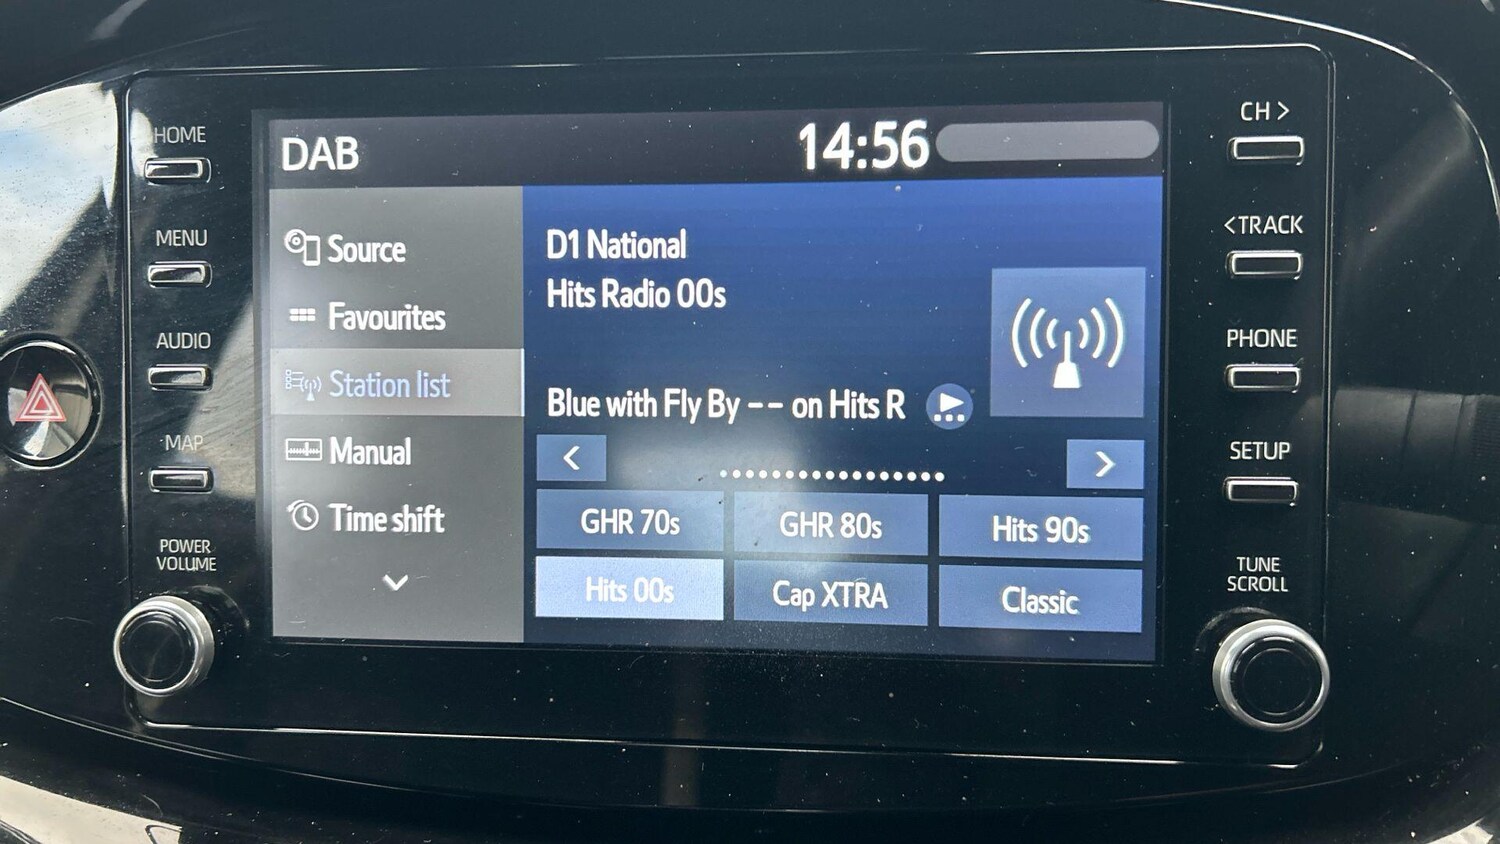 HOME
MENU
AUDIO
MAP
POWER
VOLUME
DAB
14:56
Source
Favourites
Station list
Manual
Time shift
D1 National
Hits Radio 00s
Blue with Fly By -- on Hits R
GHR 70s
GHR 80s
Hits 90s
Hits 00s
Cap XTRA
Classic
CH >
<TRACK
PHONE
SETUP
TUNE
SCROLL